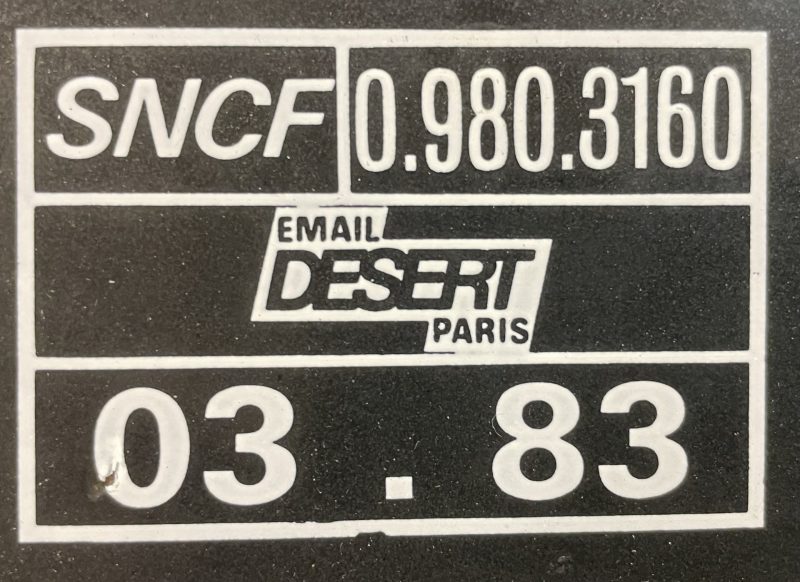 SNCF 0.980.3160
EMAIL
DESERT
PARIS
03 . 83